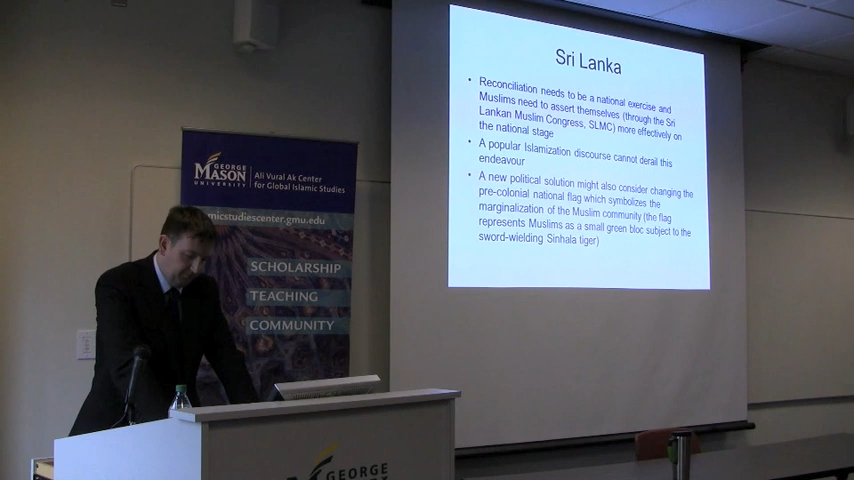 Sri Lanka
• Reconciliation needs to be a national exercise and
Muslims need to assert themselves (through the Sri
Lankan Muslim Congress, SLMC) more effectively on
the national stage
• A popular Islamization discourse cannot derail this
endeavour
• A new political solution might also consider changing the
pre-colonial national flag which symbolizes the
marginalization of the Muslim community (the flag
represents Muslims as a small green bloc subject to the
sword-wielding Sinhala tiger)
GEORGE
MASON
UNIVERSITY
Ali Vural Ak Center
for Global Islamic Studies
micstudiescenter.gmu.edu
SCHOLARSHIP
TEACHING
COMMUNITY
GEORGE